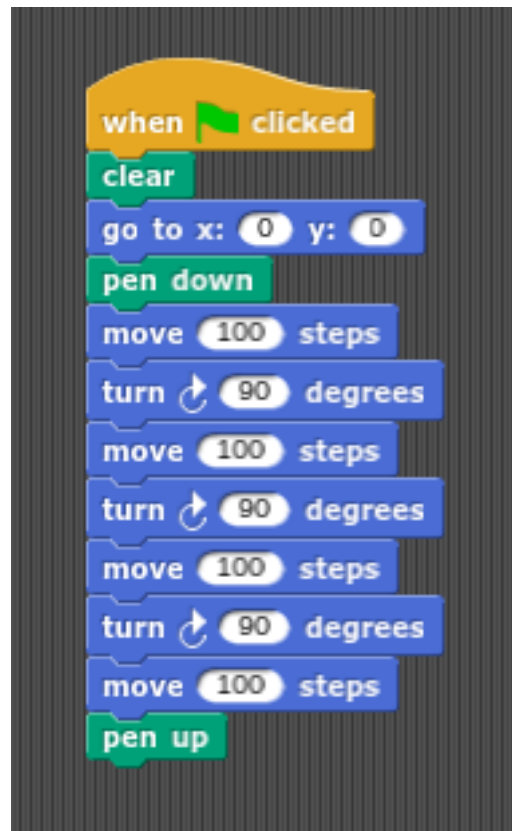 when clicked
clear
go to x: 0 y: 0
pen down
move 100 steps
turn 90 degrees
move 100 steps
turn 90 degrees
move 100 steps
turn 90 degrees
move 100 steps
pen up